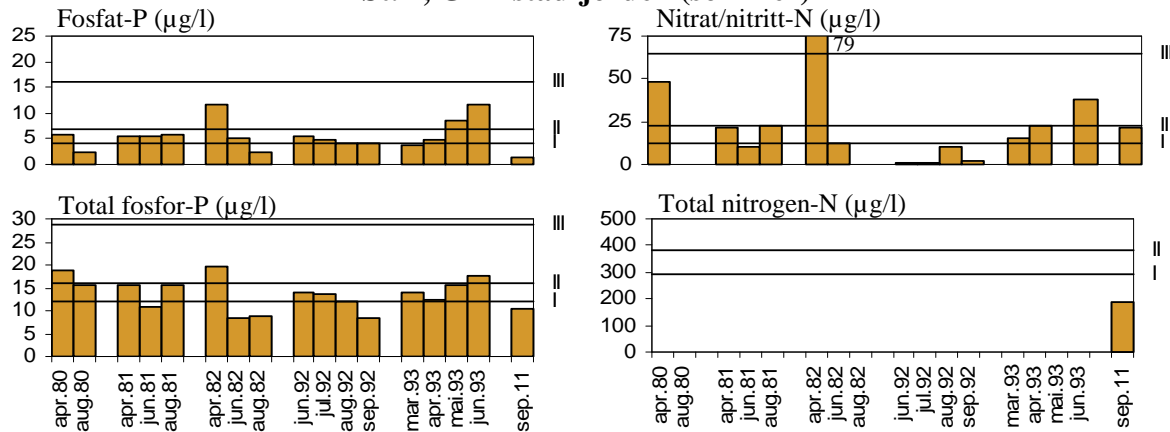 Fosfat-P (µg/l)
25
20
15
10
5
0
III
II
I
Nitrat/nitritt-N (µg/l)
75
50
25
0
79
III
II
I
Total fosfor-P (µg/l)
30
25
20
15
10
5
0
III
II
I
apr.80
aug.80
apr.81
jun.81
aug.81
apr.82
jun.82
aug.82
jun.92
jul.92
aug.92
sep.92
mar.93
apr.93
mai.93
jun.93
sep.11
Total nitrogen-N (µg/l)
500
400
300
200
100
0
II
I
apr.80
aug.80
apr.81
jun.81
aug.81
apr.82
jun.82
aug.82
jun.92
jul.92
aug.92
sep.92
mar.93
apr.93
mai.93
jun.93
sep.11